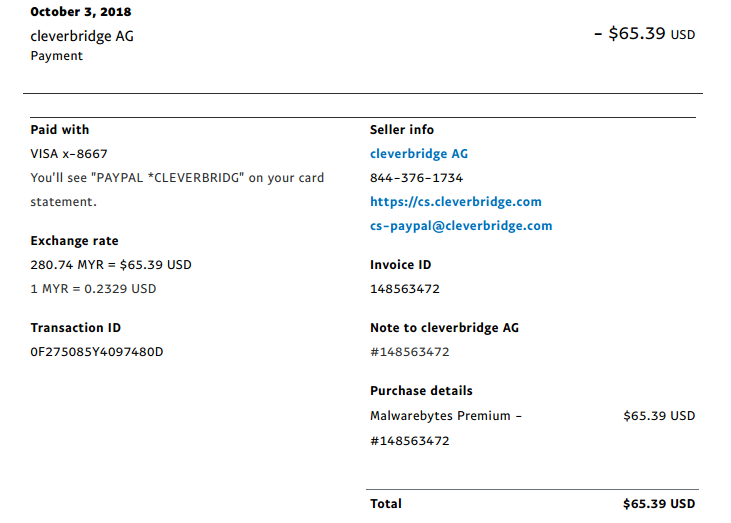 October 3, 2018
cleverbridge AG
- $65.39 USD
Payment
Paid with
VISA x-8667
You'll see "PAYPAL *CLEVERBRIDG" on your card
statement.
Exchange rate
280.74 MYR = $65.39 USD
1 MYR = 0.2329 USD
Transaction ID
0F275085Y4097480D
Seller info
cleverbridge AG
844-376-1734
https://cs.cleverbridge.com
cs-paypal@cleverbridge.com
Invoice ID
148563472
Note to cleverbridge AG
#148563472
Purchase details
Malwarebytes Premium - $65.39 USD
#148563472
Total $65.39 USD